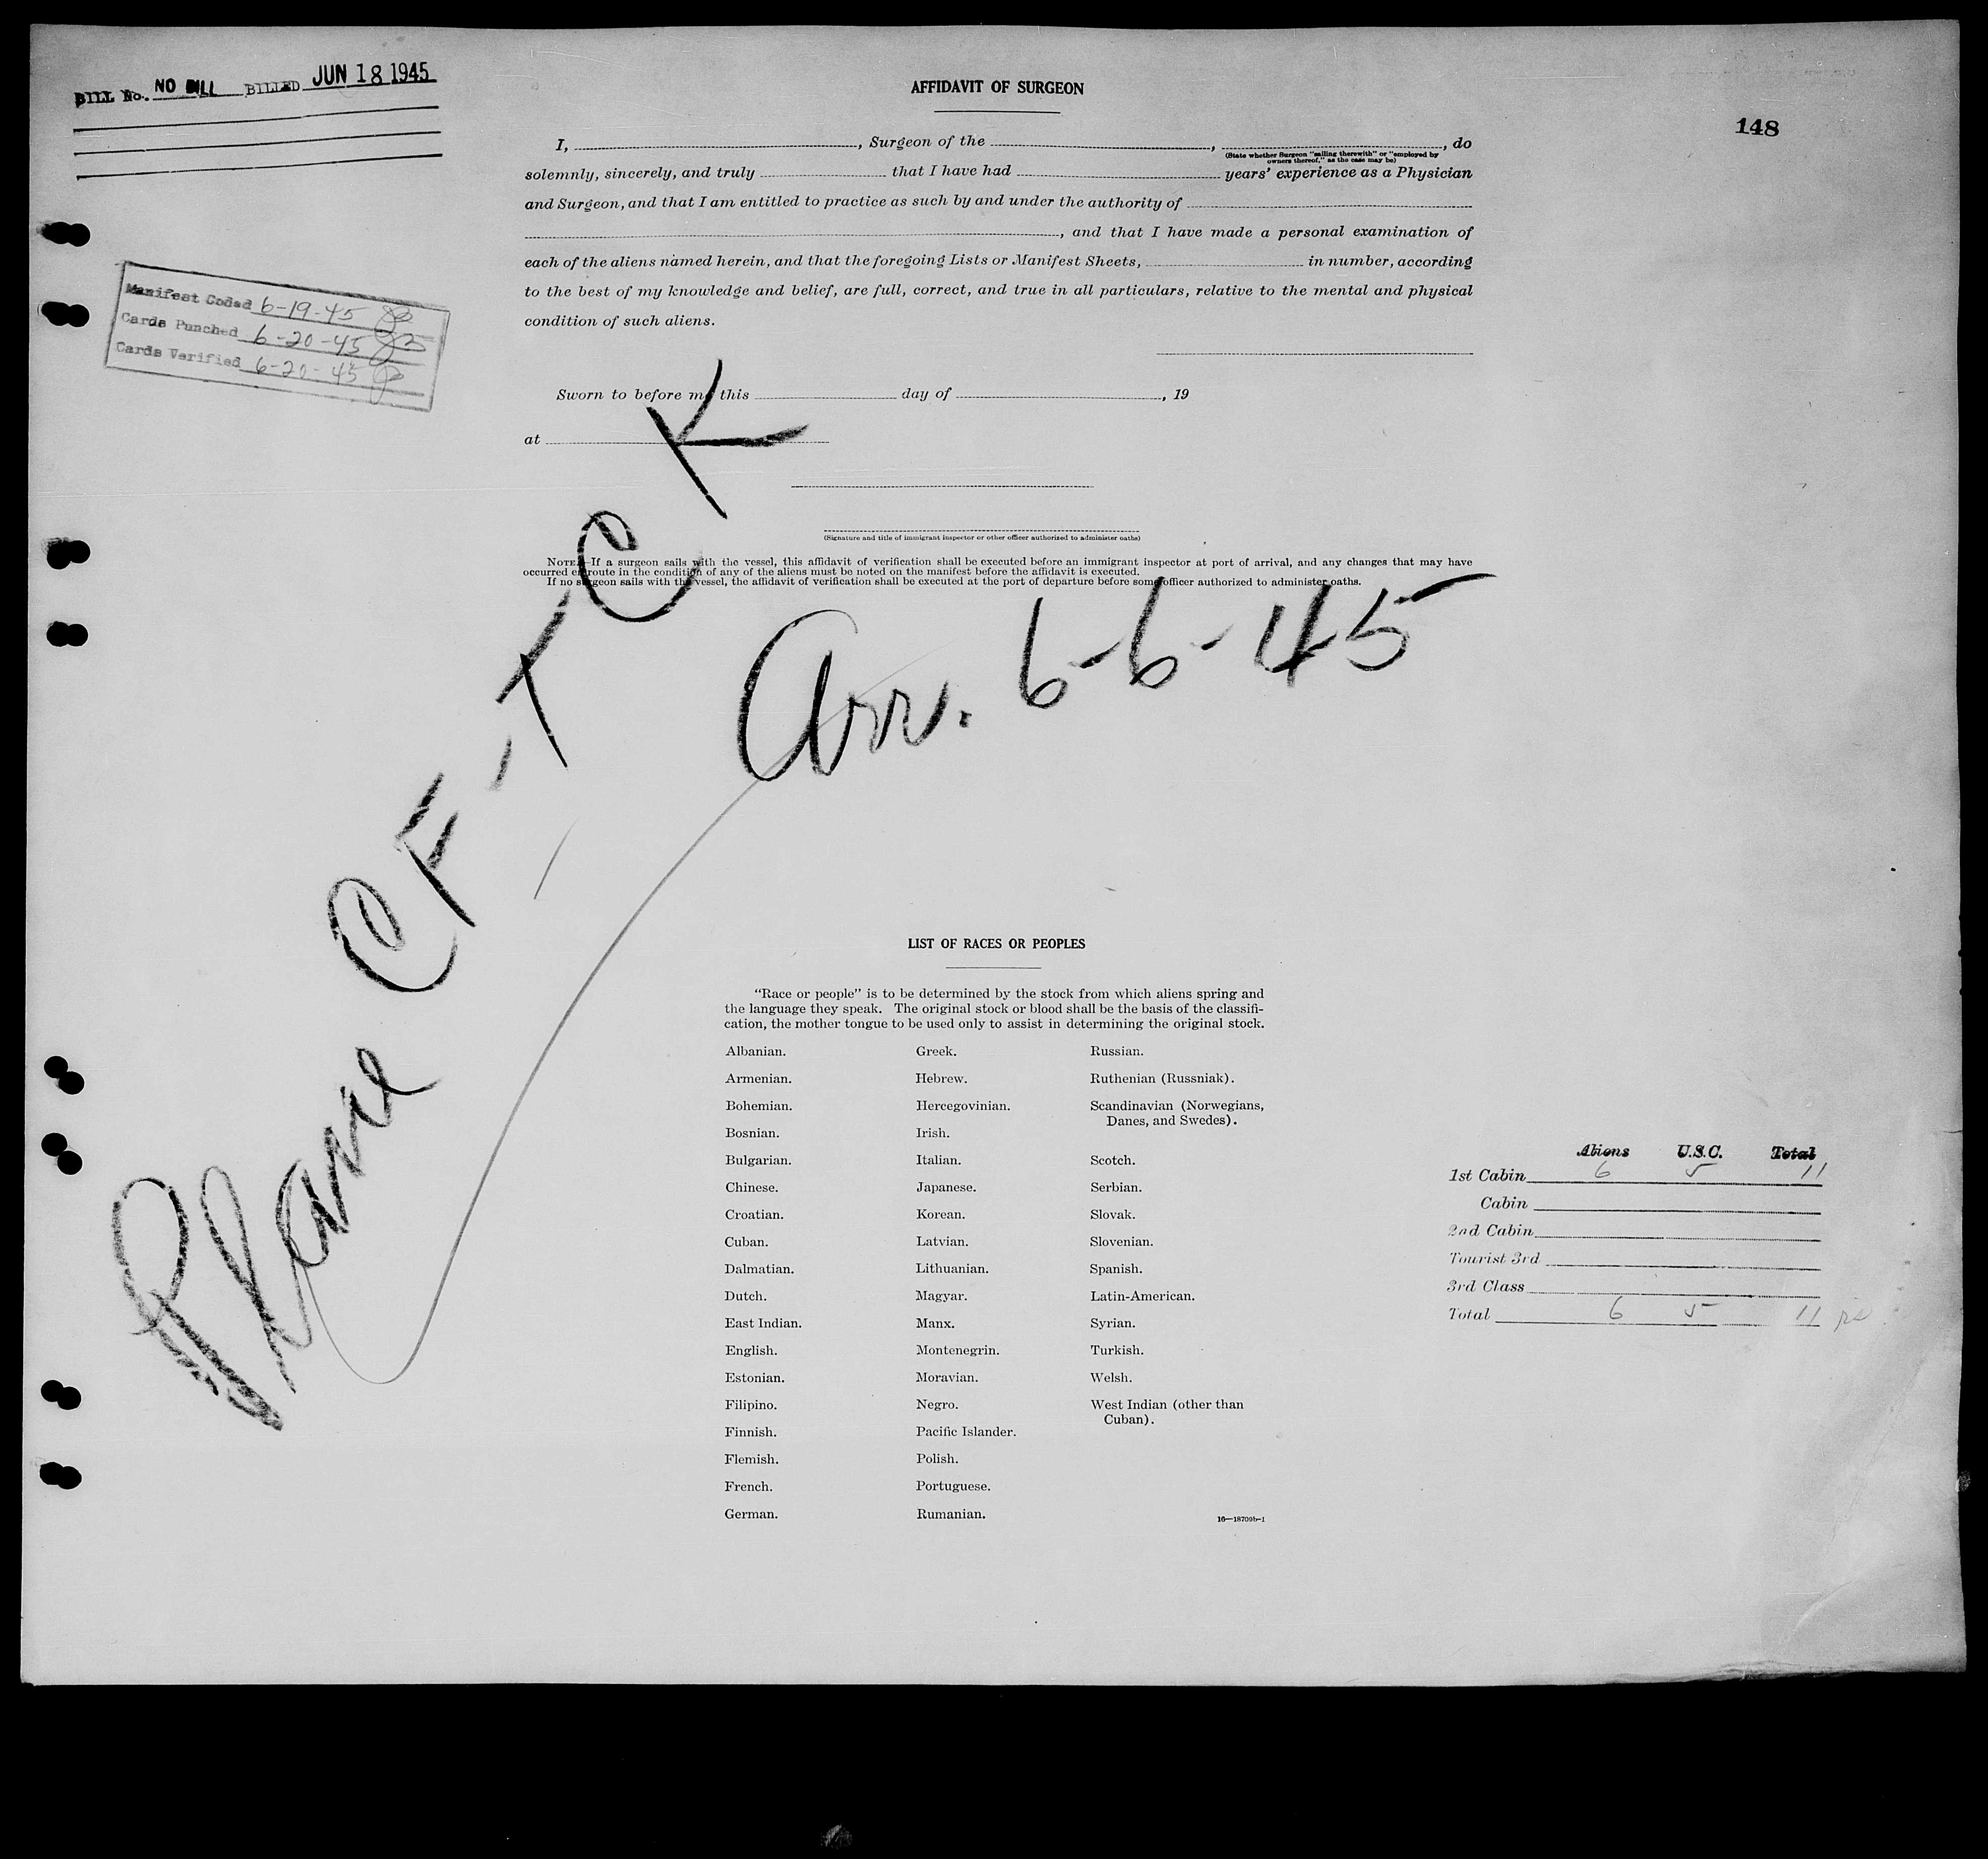 BILL No. NO BILL BILLED JUN 18 1945
AFFIDAVIT OF SURGEON
148
I, , Surgeon of the , , do
(State whether Surgeon "sailing therewith" or "employed by
owners thereof," as the case may be)
solemnly, sincerely, and truly that I have had years' experience as a Physician
and Surgeon, and that I am entitled to practice as such by and under the authority of
, and that I have made a personal examination of
each of the aliens named herein, and that the foregoing Lists or Manifest Sheets, in number, according
to the best of my knowledge and belief, are full, correct, and true in all particulars, relative to the mental and physical
condition of such aliens.
Manifest Coded 6-19-45
Cards Punched 6-20-45
Cards Verified 6-20-45
Sworn to before me this day of , 19
at
(Signature and title of immigrant inspector or other officer authorized to administer oaths)
NOTE.—If a surgeon sails with the vessel, this affidavit of verification shall be executed before an immigrant inspector at port of arrival, and any changes that may have
occurred en route in the condition of any of the aliens must be noted on the manifest before the affidavit is executed.
If no surgeon sails with the vessel, the affidavit of verification shall be executed at the port of departure before some officer authorized to administer oaths.
Plane CF-TCK
Arr. 6-6-45
LIST OF RACES OR PEOPLES
"Race or people" is to be determined by the stock from which aliens spring and
the language they speak. The original stock or blood shall be the basis of the classifi-
cation, the mother tongue to be used only to assist in determining the original stock.
Albanian.
Armenian.
Bohemian.
Bosnian.
Bulgarian.
Chinese.
Croatian.
Cuban.
Dalmatian.
Dutch.
East Indian.
English.
Estonian.
Filipino.
Finnish.
Flemish.
French.
German.
Greek.
Hebrew.
Hercegovinian.
Irish.
Italian.
Japanese.
Korean.
Latvian.
Lithuanian.
Magyar.
Manx.
Montenegrin.
Moravian.
Negro.
Pacific Islander.
Polish.
Portuguese.
Rumanian.
Russian.
Ruthenian (Russniak).
Scandinavian (Norwegians,
Danes, and Swedes).
Scotch.
Serbian.
Slovak.
Slovenian.
Spanish.
Latin-American.
Syrian.
Turkish.
Welsh.
West Indian (other than
Cuban).
16—18709b-1
Aliens U.S.C. Total
1st Cabin 6 5 11
Cabin
2nd Cabin
Tourist 3rd
3rd Class
Total 6 5 11